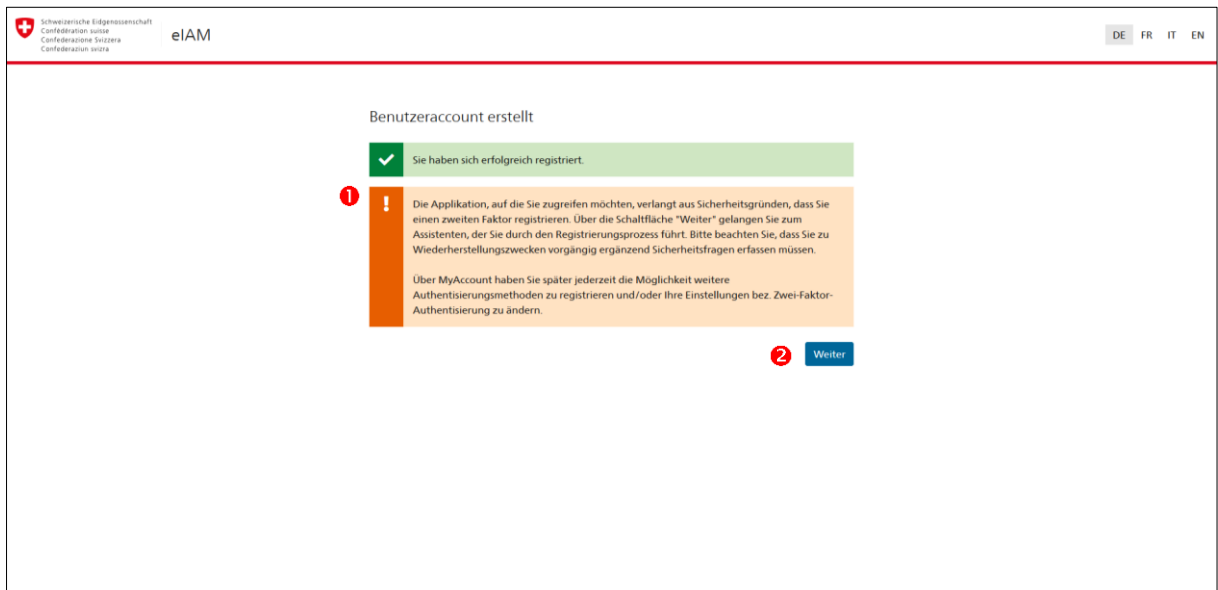 Schweizerische Eidgenossenschaft
Confédération suisse
Confederazione Svizzera
Confederaziun svizra
eIAM
DE FR IT EN
Benutzeraccount erstellt
Sie haben sich erfolgreich registriert.
1
Die Applikation, auf die Sie zugreifen möchten, verlangt aus Sicherheitsgründen, dass Sie
einen zweiten Faktor registrieren. Über die Schaltfläche "Weiter" gelangen Sie zum
Assistenten, der Sie durch den Registrierungsprozess führt. Bitte beachten Sie, dass Sie zu
Wiederherstellungszwecken vorgängig ergänzend Sicherheitsfragen erfassen müssen.
Über MyAccount haben Sie später jederzeit die Möglichkeit weitere
Authentisierungsmethoden zu registrieren und/oder Ihre Einstellungen bez. Zwei-Faktor-
Authentisierung zu ändern.
2 Weiter